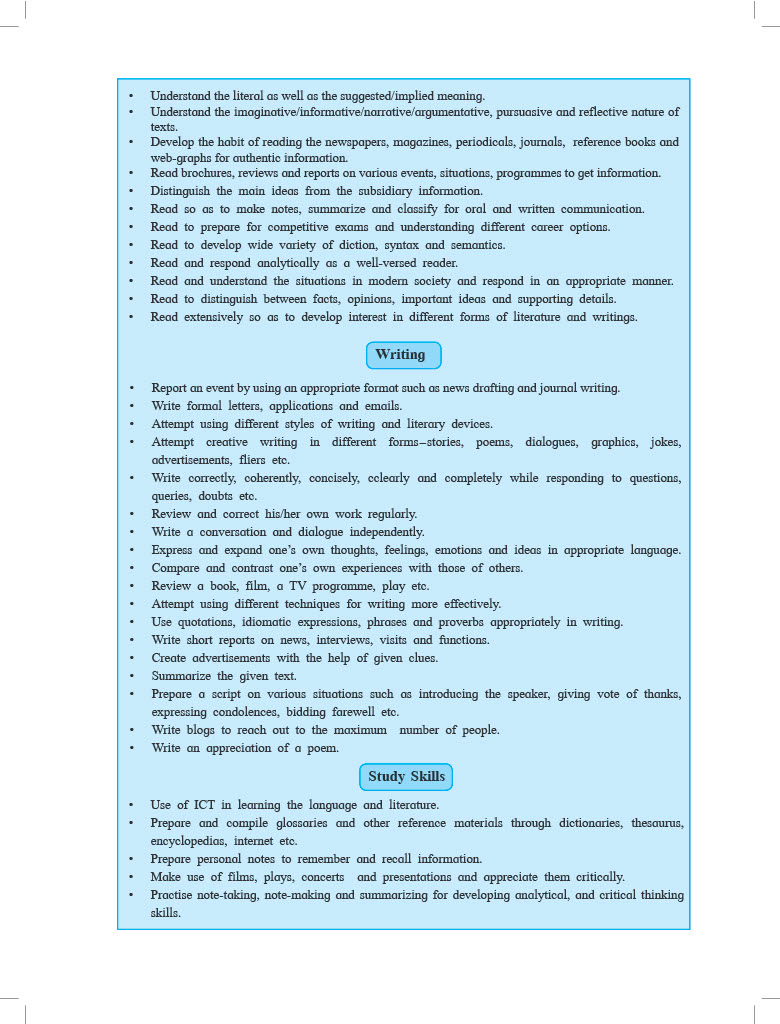 • Understand the literal as well as the suggested/implied meaning.
• Understand the imaginative/informative/narrative/argumentative, pursuasive and reflective nature of
texts.
• Develop the habit of reading the newspapers, magazines, periodicals, journals, reference books and
web-graphs for authentic information.
• Read brochures, reviews and reports on various events, situations, programmes to get information.
• Distinguish the main ideas from the subsidiary information.
• Read so as to make notes, summarize and classify for oral and written communication.
• Read to prepare for competitive exams and understanding different career options.
• Read to develop wide variety of diction, syntax and semantics.
• Read and respond analytically as a well-versed reader.
• Read and understand the situations in modern society and respond in an appropriate manner.
• Read to distinguish between facts, opinions, important ideas and supporting details.
• Read extensively so as to develop interest in different forms of literature and writings.
Writing
• Report an event by using an appropriate format such as news drafting and journal writing.
• Write formal letters, applications and emails.
• Attempt using different styles of writing and literary devices.
• Attempt creative writing in different forms–stories, poems, dialogues, graphics, jokes,
advertisements, fliers etc.
• Write correctly, coherently, concisely, cclearly and completely while responding to questions,
queries, doubts etc.
• Review and correct his/her own work regularly.
• Write a conversation and dialogue independently.
• Express and expand one’s own thoughts, feelings, emotions and ideas in appropriate language.
• Compare and contrast one’s own experiences with those of others.
• Review a book, film, a TV programme, play etc.
• Attempt using different techniques for writing more effectively.
• Use quotations, idiomatic expressions, phrases and proverbs appropriately in writing.
• Write short reports on news, interviews, visits and functions.
• Create advertisements with the help of given clues.
• Summarize the given text.
• Prepare a script on various situations such as introducing the speaker, giving vote of thanks,
expressing condolences, bidding farewell etc.
• Write blogs to reach out to the maximum number of people.
• Write an appreciation of a poem.
Study Skills
• Use of ICT in learning the language and literature.
• Prepare and compile glossaries and other reference materials through dictionaries, thesaurus,
encyclopedias, internet etc.
• Prepare personal notes to remember and recall information.
• Make use of films, plays, concerts and presentations and appreciate them critically.
• Practise note-taking, note-making and summarizing for developing analytical, and critical thinking
skills.